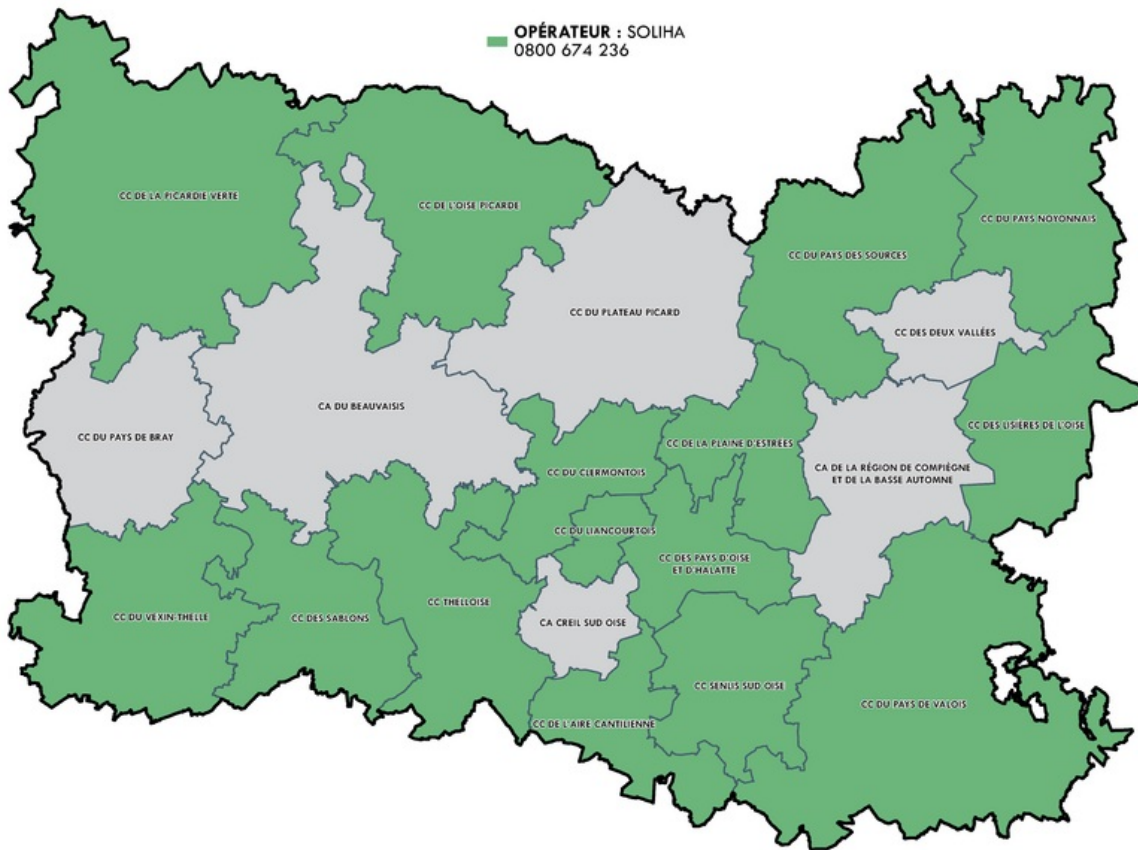 OPÉRATEUR : SOLIHA
0800 674 236
CC DE LA PICARDIE VERTE
CC DE L'OISE PICARDE
CC DU PAYS NOYONNAIS
CC DU PAYS DES SOURCES
CC DU PLATEAU PICARD
CC DES DEUX VALLÉES
CA DU BEAUVAISIS
CC DU PAYS DE BRAY
CC DES LISIÈRES DE L'OISE
CC DE LA PLAINE D'ESTRÉES
CA DE LA RÉGION DE COMPIÈGNE
ET DE LA BASSE AUTOMNE
CC DU CLERMONTOIS
CC DU LIANCOURTOIS
CC DES PAYS D'OISE
ET D'HALATTE
CC THELLOISE
CC DU VEXIN-THELLE
CC DES SABLONS
CA CREIL SUD OISE
CC SENLIS SUD OISE
CC DU PAYS DE VALOIS
CC DE L'AIRE CANTILIENNE